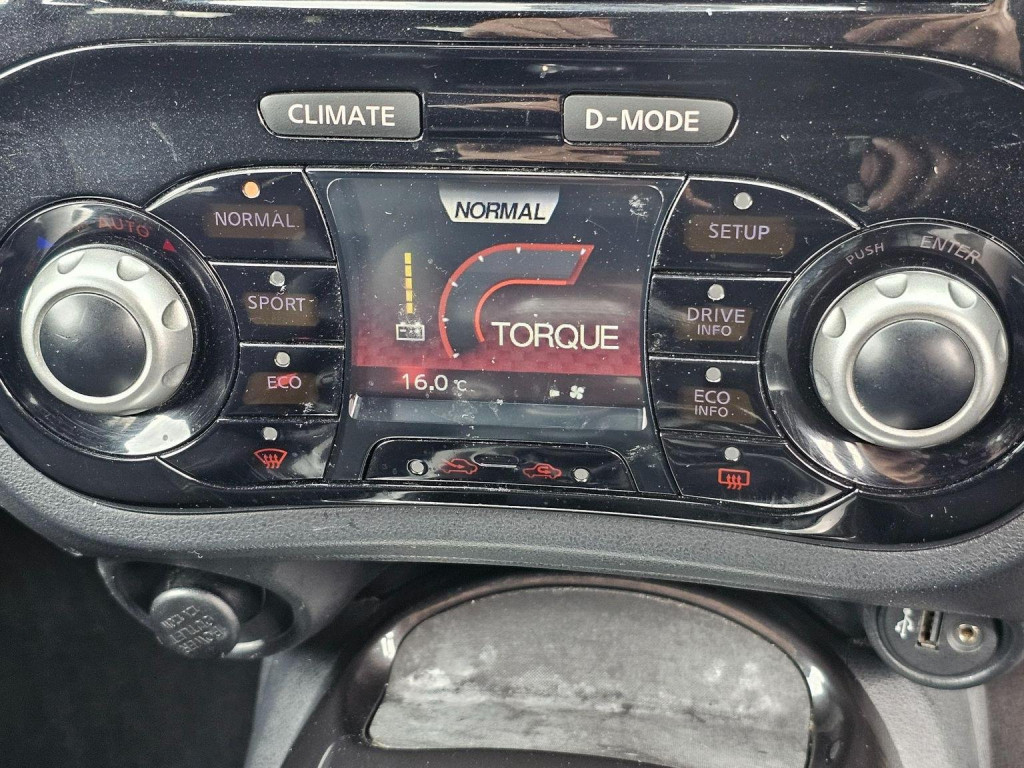 CLIMATE
D-MODE
NORMAL
SPORT
ECO
AUTO
NORMAL
TORQUE
16.0 °C
SETUP
DRIVE
INFO
ECO
INFO
PUSH ENTER